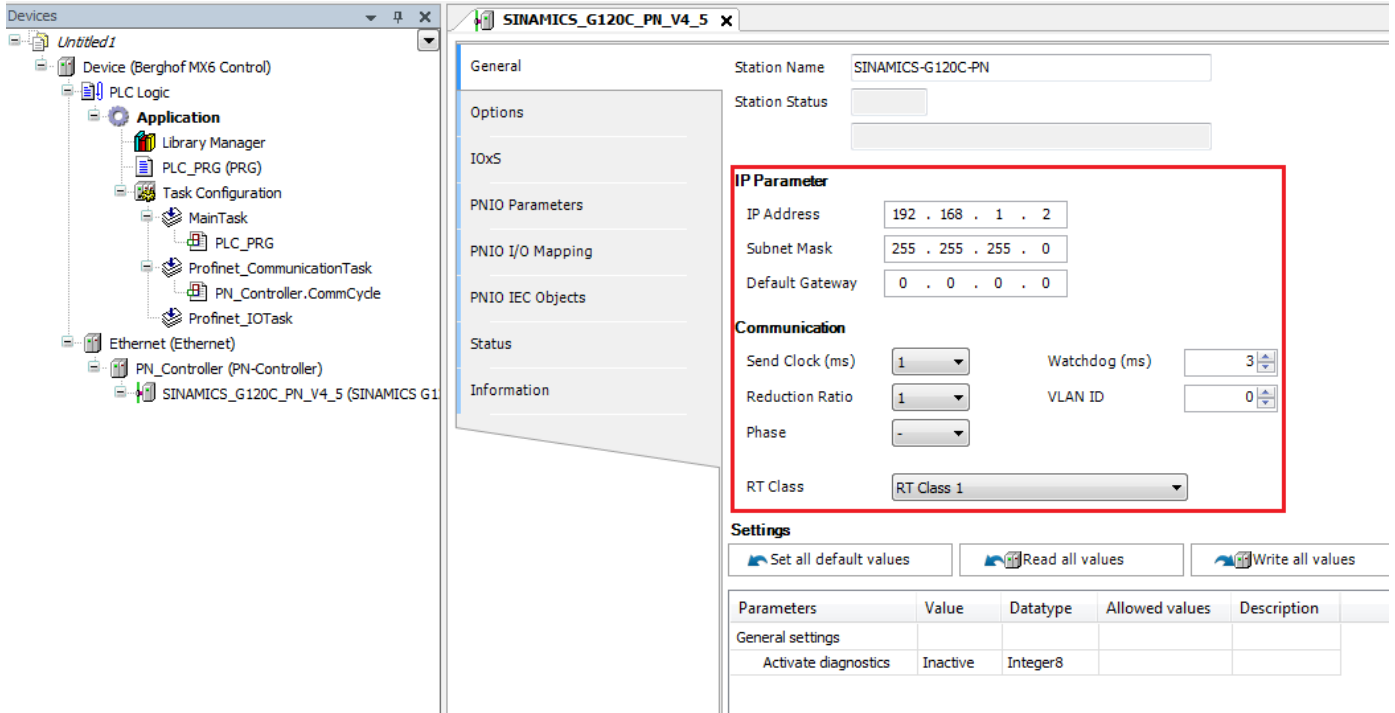 Devices
Untitled1
Device (Berghof MX6 Control)
PLC Logic
Application
Library Manager
PLC_PRG (PRG)
Task Configuration
MainTask
PLC_PRG
Profinet_CommunicationTask
PN_Controller.CommCycle
Profinet_IOTask
Ethernet (Ethernet)
PN_Controller (PN-Controller)
SINAMICS_G120C_PN_V4_5 (SINAMICS G1
SINAMICS_G120C_PN_V4_5
General
Options
IOxS
PNIO Parameters
PNIO I/O Mapping
PNIO IEC Objects
Status
Information
Station Name SINAMICS-G120C-PN
Station Status
IP Parameter
IP Address 192 . 168 . 1 . 2
Subnet Mask 255 . 255 . 255 . 0
Default Gateway 0 . 0 . 0 . 0
Communication
Send Clock (ms) 1 Watchdog (ms) 3
Reduction Ratio 1 VLAN ID 0
Phase -
RT Class RT Class 1
Settings
Set all default values Read all values Write all values
Parameters Value Datatype Allowed values Description
General settings
Activate diagnostics Inactive Integer8